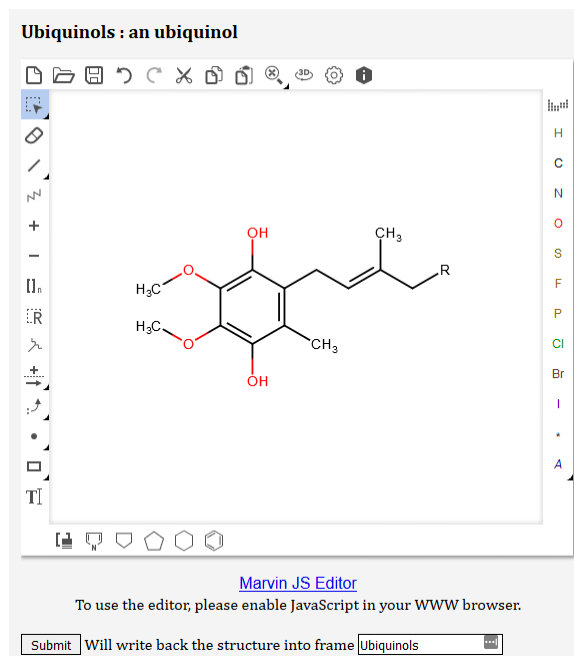 Ubiquinols : an ubiquinol
3D
H
C
N
O
S
F
P
Cl
Br
I
*
A
[]n
R
T
OH
CH3
O
R
H3C
H3C
O
CH3
OH
N
Marvin JS Editor
To use the editor, please enable JavaScript in your WWW browser.
Submit Will write back the structure into frame Ubiquinols